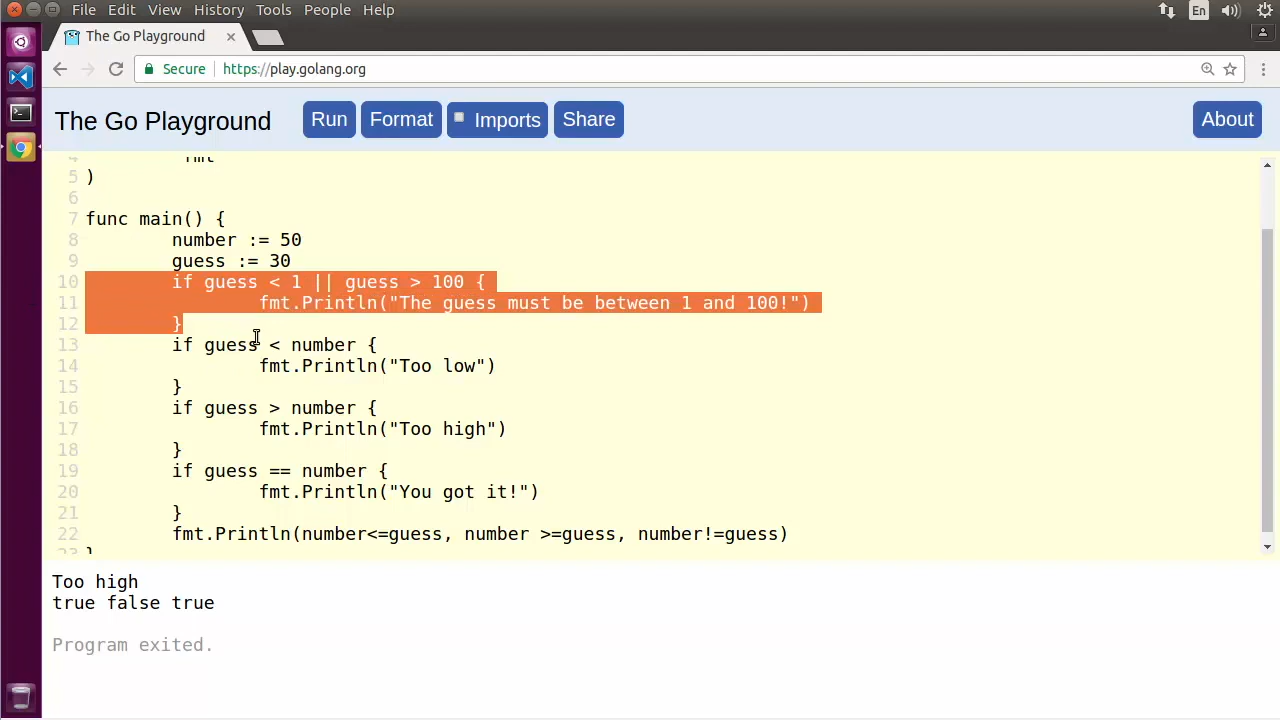 File Edit View History Tools People Help
En
The Go Playground
Secure https://play.golang.org
The Go Playground Run Format Imports Share About
4 "fmt"
5 )
6
7 func main() {
8 number := 50
9 guess := 30
10 if guess < 1 || guess > 100 {
11 fmt.Println("The guess must be between 1 and 100!")
12 }
13 if guess < number {
14 fmt.Println("Too low")
15 }
16 if guess > number {
17 fmt.Println("Too high")
18 }
19 if guess == number {
20 fmt.Println("You got it!")
21 }
22 fmt.Println(number<=guess, number >=guess, number!=guess)
23 }
Too high
true false true
Program exited.